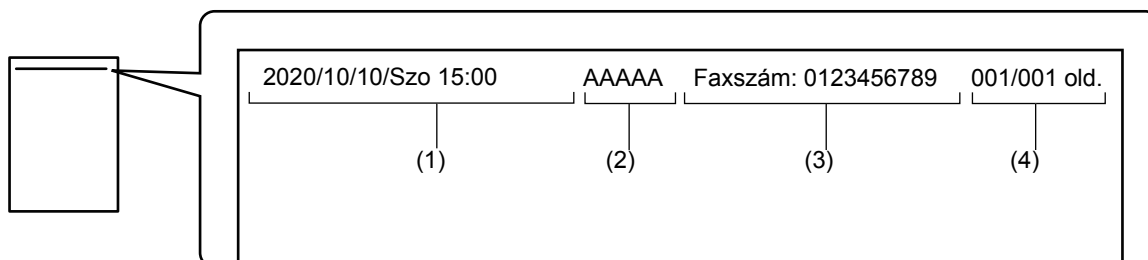 2020/10/10/Szo 15:00 AAAAA Faxszám: 0123456789 001/001 old.
(1) (2) (3) (4)